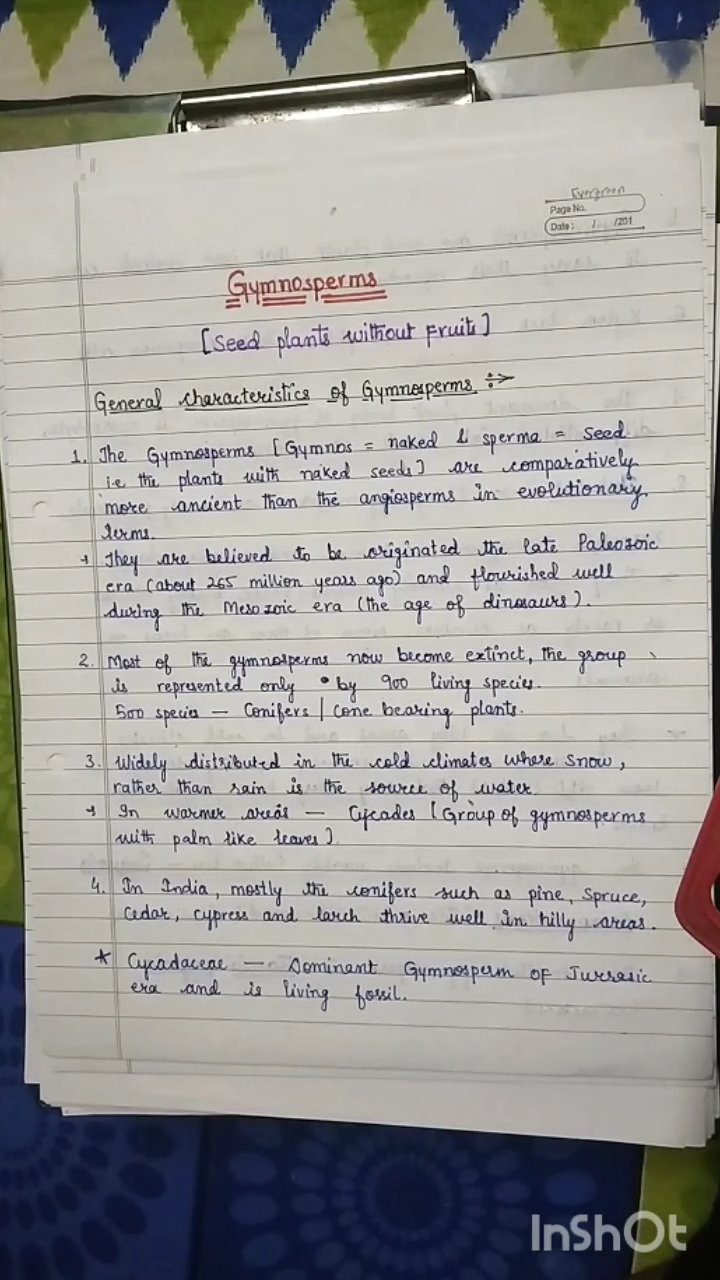 Evergreen
Page No.
Date: / /201
Gymnosperms
[Seed plants without fruits]
General characteristics of Gymnosperms :->
1. The Gymnosperms [Gymnos = naked & sperma = Seed
i.e the plants with naked seeds] are comparatively
more ancient than the angiosperms in evolutionary
terms.
→ They are believed to be originated the late Paleozoic
era (about 265 million years ago) and flourished well
during the Mesozoic era (the age of dinosaurs).
2. Most of the gymnosperms now become extinct, the group
is represented only by 900 living species.
500 species – Conifers / Cone bearing plants.
3. Widely distributed in the cold climates where snow,
rather than rain is the source of water.
→ In warmer areas – Cycades [Group of gymnosperms
with palm like leaves].
4. In India, mostly the conifers such as pine, Spruce,
Cedar, cypress and larch thrive well in hilly areas.
* Cycadaceae – Dominant Gymnosperm of Jurrasic
era and is living fossil.
InShOt